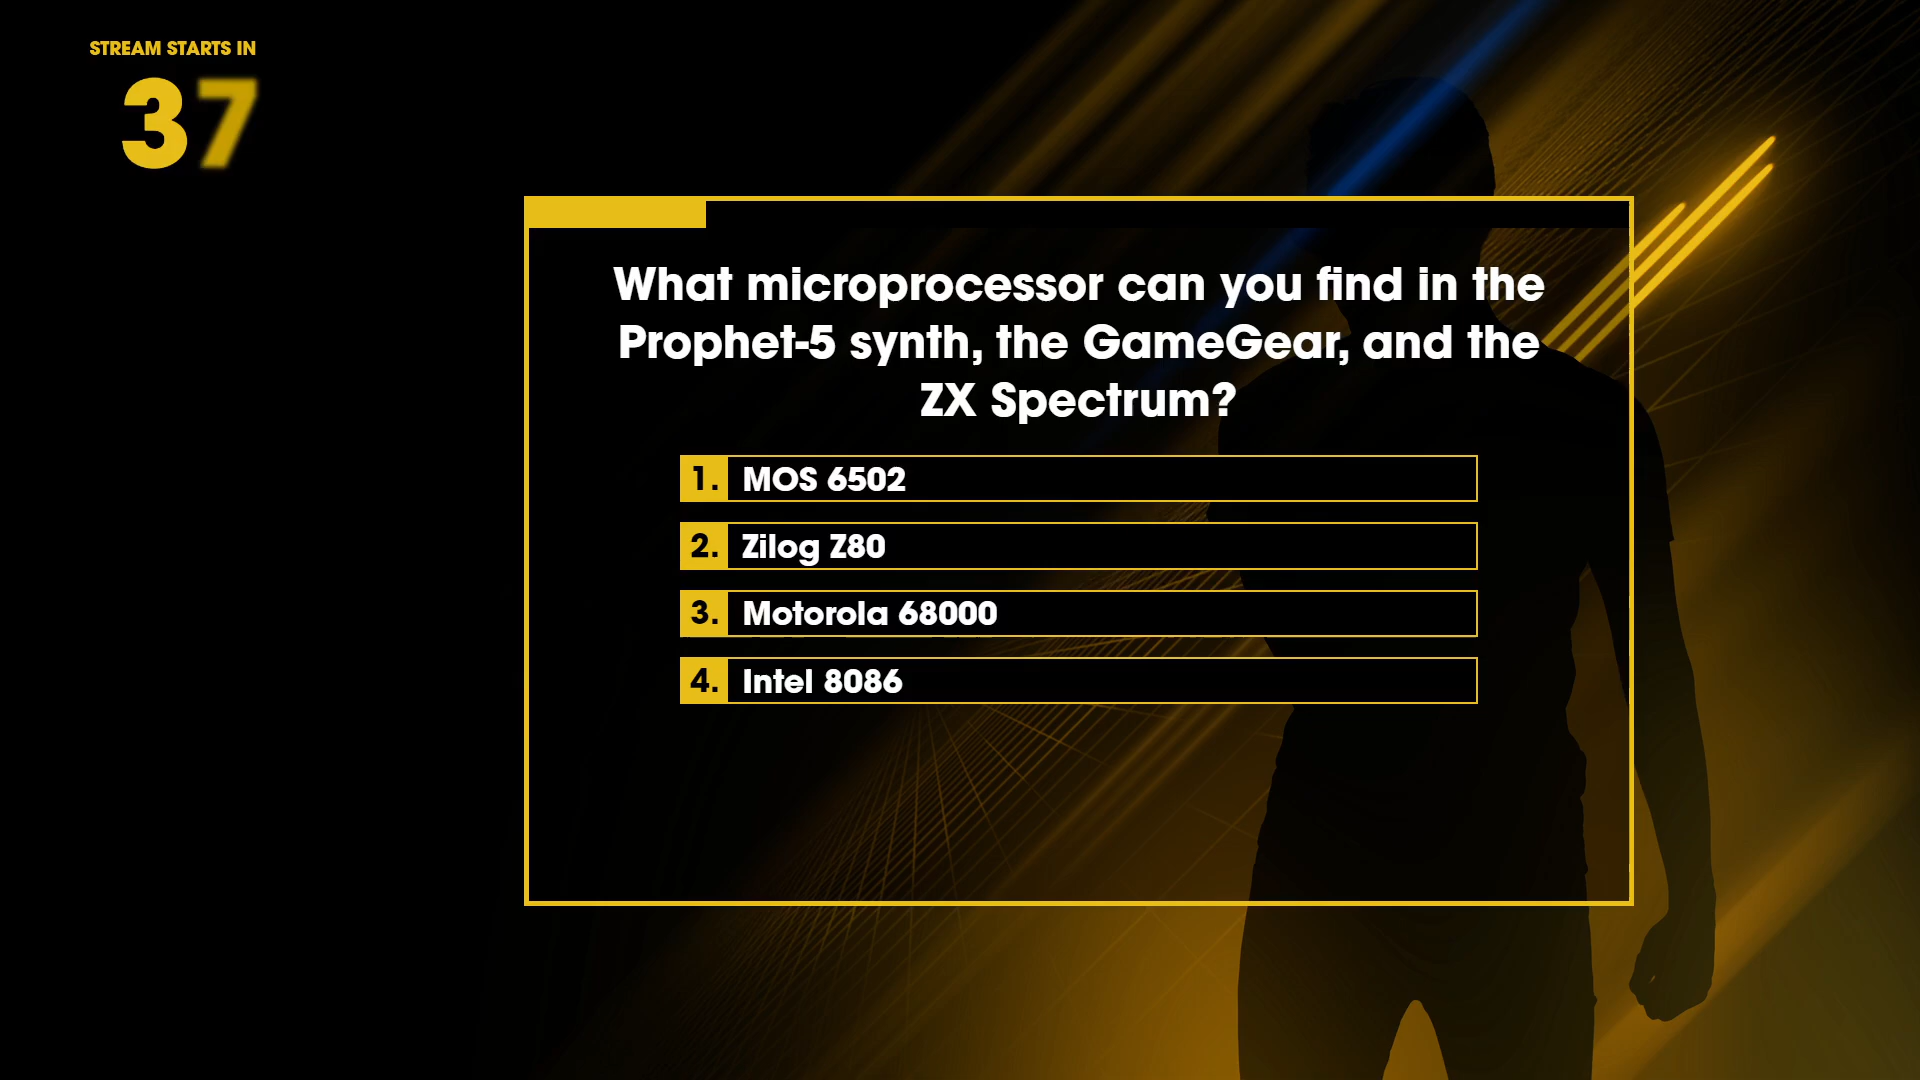 STREAM STARTS IN
37
What microprocessor can you find in the
Prophet-5 synth, the GameGear, and the
ZX Spectrum?
1. MOS 6502
2. Zilog Z80
3. Motorola 68000
4. Intel 8086